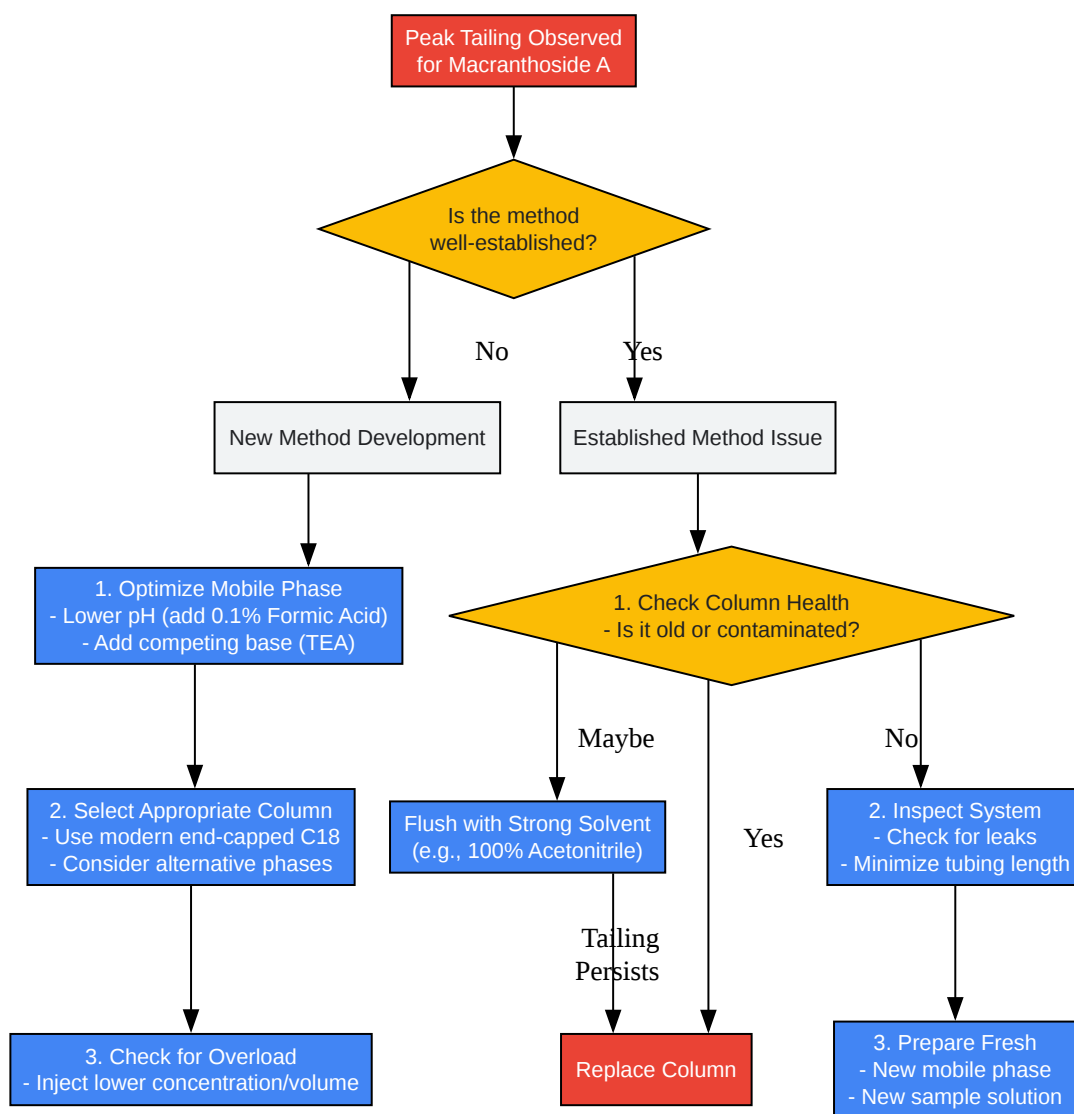 Peak Tailing Observed
for Macranthoside A
Is the method
well-established?
No
Yes
New Method Development
Established Method Issue
1. Optimize Mobile Phase
- Lower pH (add 0.1% Formic Acid)
- Add competing base (TEA)
1. Check Column Health
- Is it old or contaminated?
Maybe
No
2. Select Appropriate Column
- Use modern end-capped C18
- Consider alternative phases
Flush with Strong Solvent
(e.g., 100% Acetonitrile)
Yes
2. Inspect System
- Check for leaks
- Minimize tubing length
Tailing
Persists
3. Check for Overload
- Inject lower concentration/volume
Replace Column
3. Prepare Fresh
- New mobile phase
- New sample solution